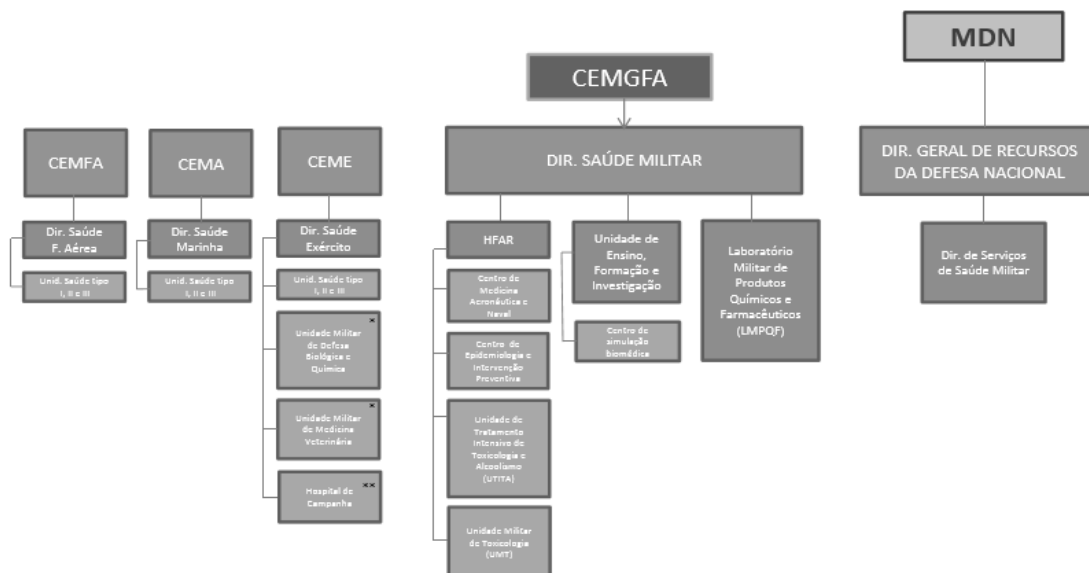 MDN
CEMGFA
CEMFA
CEMA
CEME
DIR. SAÚDE MILITAR
DIR. GERAL DE RECURSOS
DA DEFESA NACIONAL
Dir. Saúde
F. Aérea
Unid. Saúde tipo
I, II e III
Dir. Saúde
Marinha
Unid. Saúde tipo
I, II e III
Dir. Saúde
Exército
Unid. Saúde tipo
I, II e III
*
Unidade Militar
de Defesa
Biológica e
Química
*
Unidade Militar
de Medicina
Veterinária
**
Hospital de
Campanha
HFAR
Centro de
Medicina
Aeronáutica e
Naval
Centro de
Epidemiologia e
Intervenção
Preventiva
Unidade de
Tratamento
Intensivo de
Toxicologia e
Alcoolismo
(UTITA)
Unidade Militar
de Toxicologia
(UMT)
Unidade de
Ensino,
Formação e
Investigação
Centro de
simulação
biomédica
Laboratório
Militar de
Produtos
Químicos e
Farmacêuticos
(LMPQF)
Dir. de Serviços
de Saúde Militar